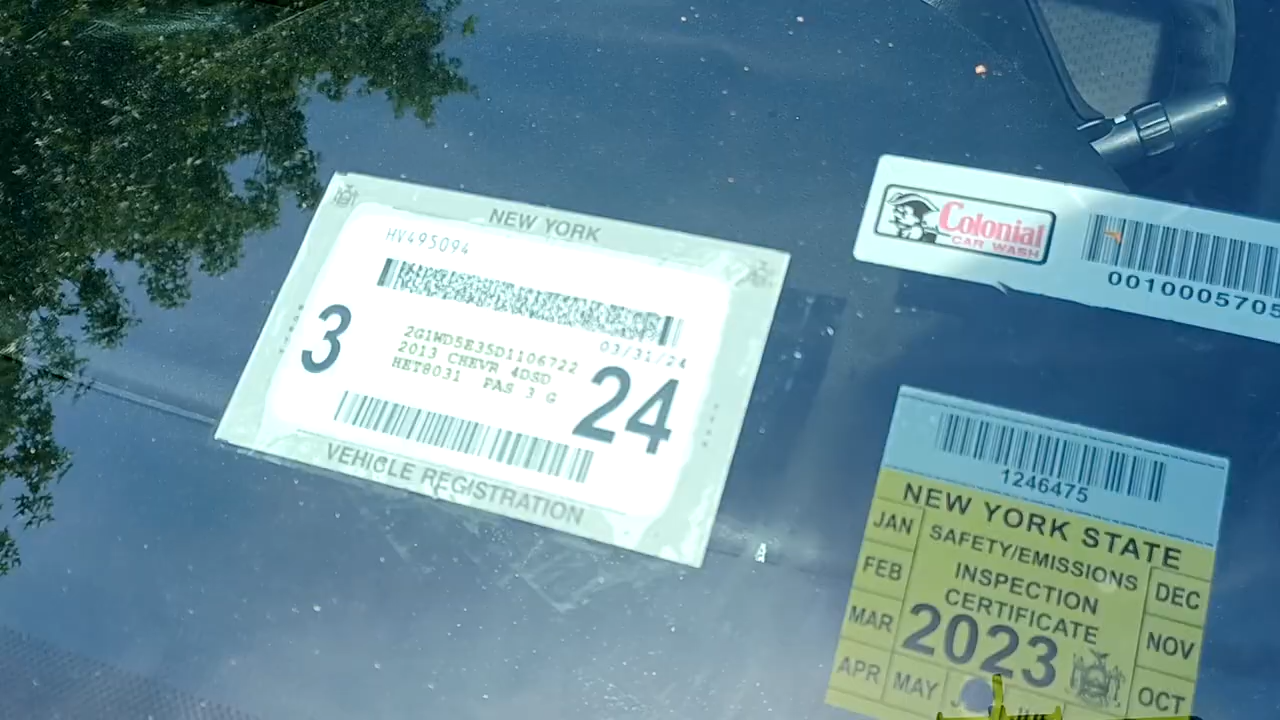 NEW YORK
HV495094
03/31/24
3
2G1WD5E35D1106722
2013 CHEVR 4DSD
HET8031 PAS 3 G
24
VEHICLE REGISTRATION
Colonial
CAR WASH
0010005705
1246475
NEW YORK STATE
SAFETY/EMISSIONS
INSPECTION
CERTIFICATE
2023
JAN
FEB
MAR
APR
MAY
DEC
NOV
OCT